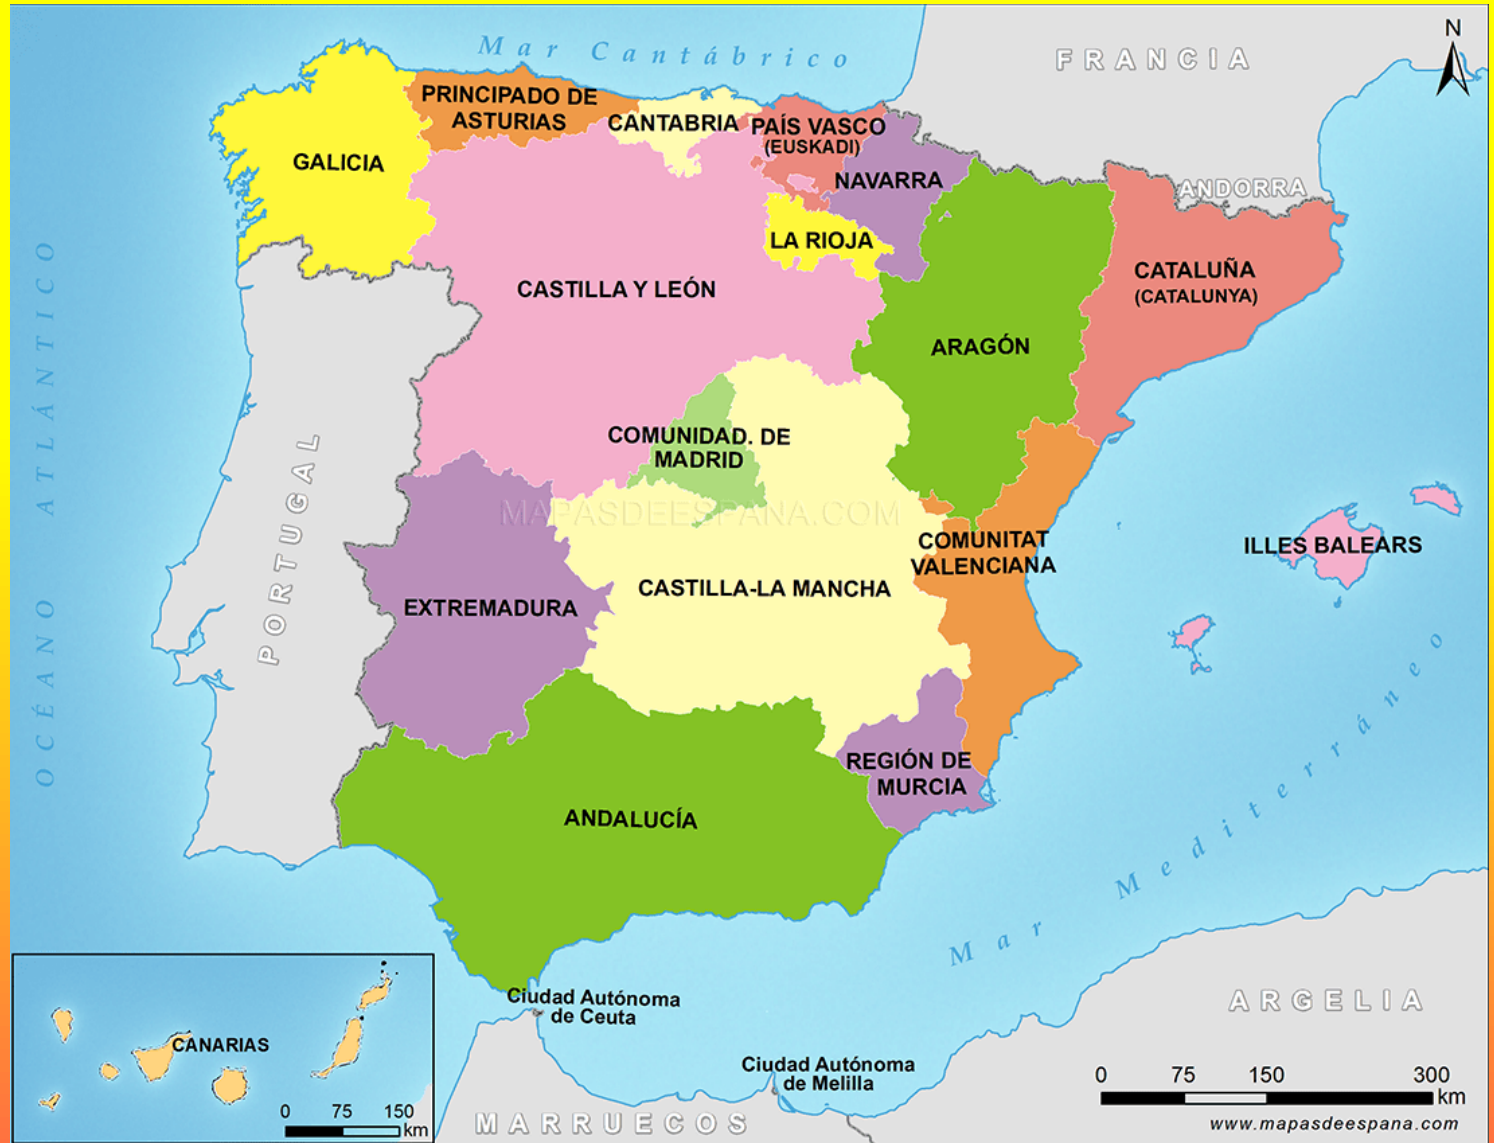 Mar Cantábrico
FRANCIA
N
PRINCIPADO DE
ASTURIAS
CANTABRIA
PAÍS VASCO
(EUSKADI)
GALICIA
NAVARRA
ANDORRA
LA RIOJA
CATALUÑA
(CATALUNYA)
CASTILLA Y LEÓN
ARAGÓN
OCÉANO ATLÁNTICO
PORTUGAL
COMUNIDAD. DE
MADRID
MAPASDEESPANA.COM
COMUNITAT
VALENCIANA
ILLES BALEARS
CASTILLA-LA MANCHA
EXTREMADURA
REGIÓN DE
MURCIA
ANDALUCÍA
Mar Mediterráneo
Ciudad Autónoma
de Ceuta
ARGELIA
CANARIAS
Ciudad Autónoma
de Melilla
0 75 150
km
0 75 150 300
km
MARRUECOS
www.mapasdeespana.com